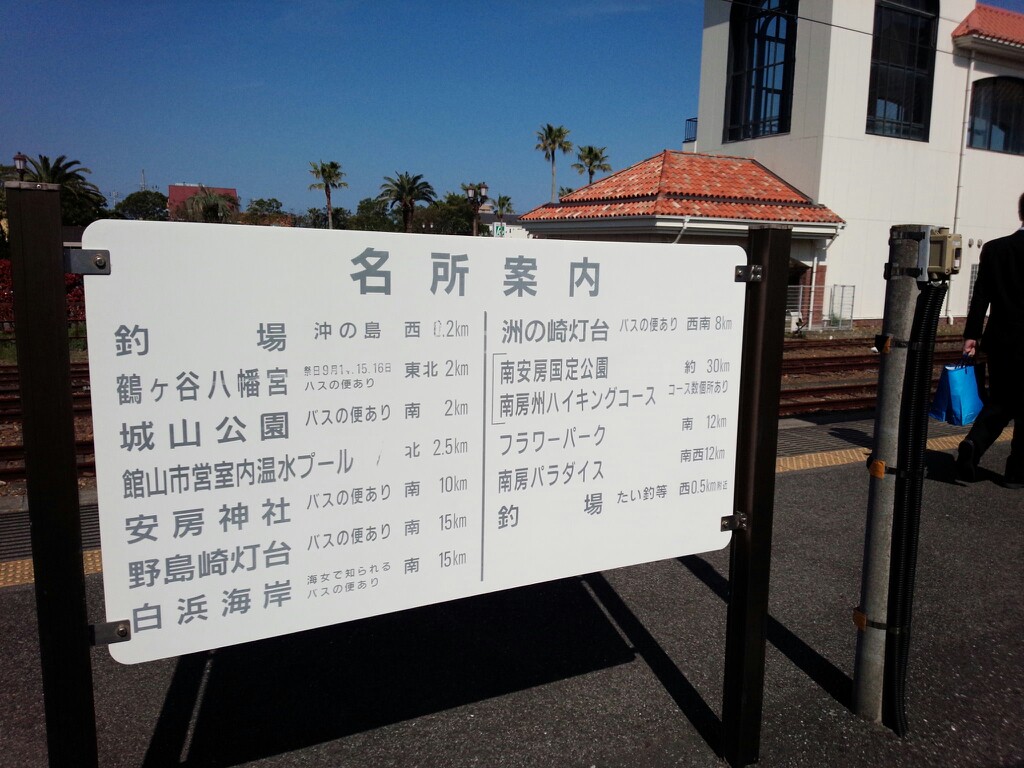 名所案内
釣場 沖の島 西 2km
鶴ヶ谷八幡宮 祭日9月1、15、16日 バスの便あり 東北 2km
城山公園 バスの便あり 南 2km
館山市営室内温水プール 北 2.5km
安房神社 バスの便あり 南 10km
野島崎灯台 バスの便あり 南 15km
白浜海岸 海女で知られる バスの便あり 南 15km
洲の崎灯台 バスの便あり 西南 8km
南安房国定公園 約 30km
南房州ハイキングコース コース数個所あり
フラワーパーク 南 12km
南房パラダイス 南西12km
釣場 たい釣等 西0.5km附近